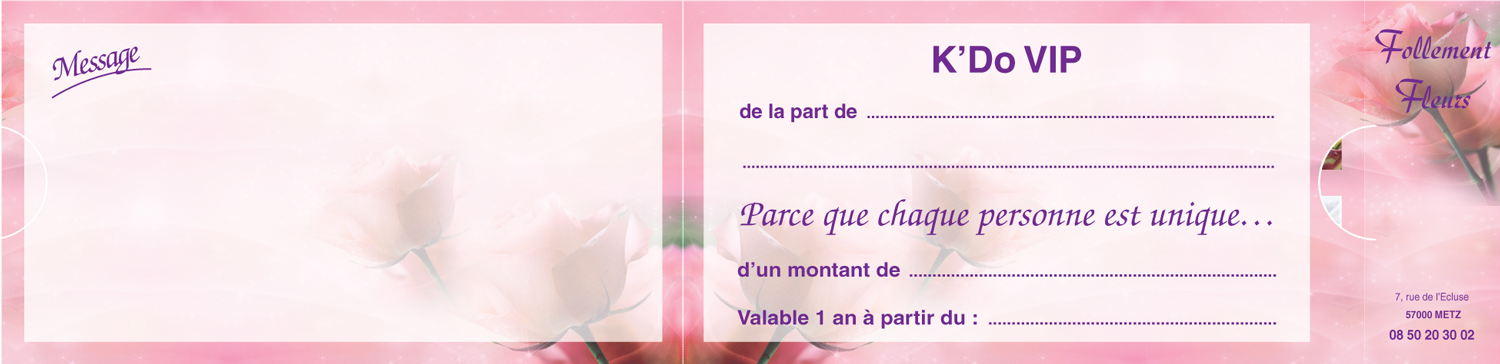 Message
K'Do VIP
de la part de
Parce que chaque personne est unique...
d'un montant de
Valable 1 an à partir du :
Follement
Fleurs
7, rue de l'Ecluse
57000 METZ
08 50 20 30 02